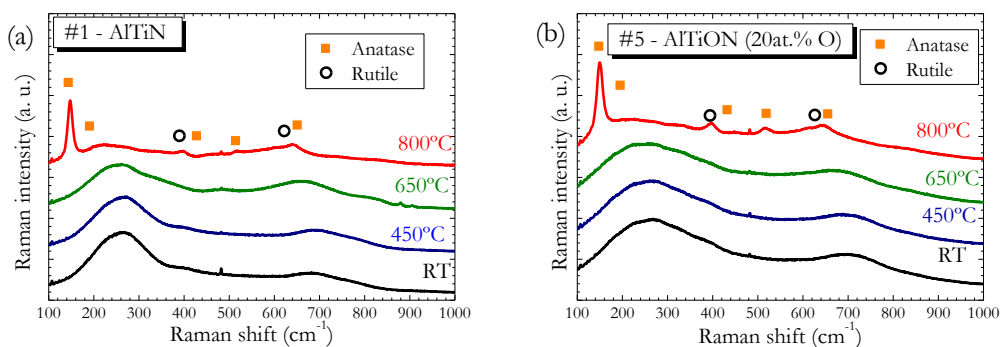 (a)
#1 - AlTiN
Anatase
Rutile
800ºC
650ºC
450ºC
RT
Raman intensity (a. u.)
100 200 300 400 500 600 700 800 900 1000
Raman shift (cm-1)
(b)
#5 - AlTiON (20at.% O)
Anatase
Rutile
800ºC
650ºC
450ºC
RT
Raman intensity (a. u.)
100 200 300 400 500 600 700 800 900 1000
Raman shift (cm-1)